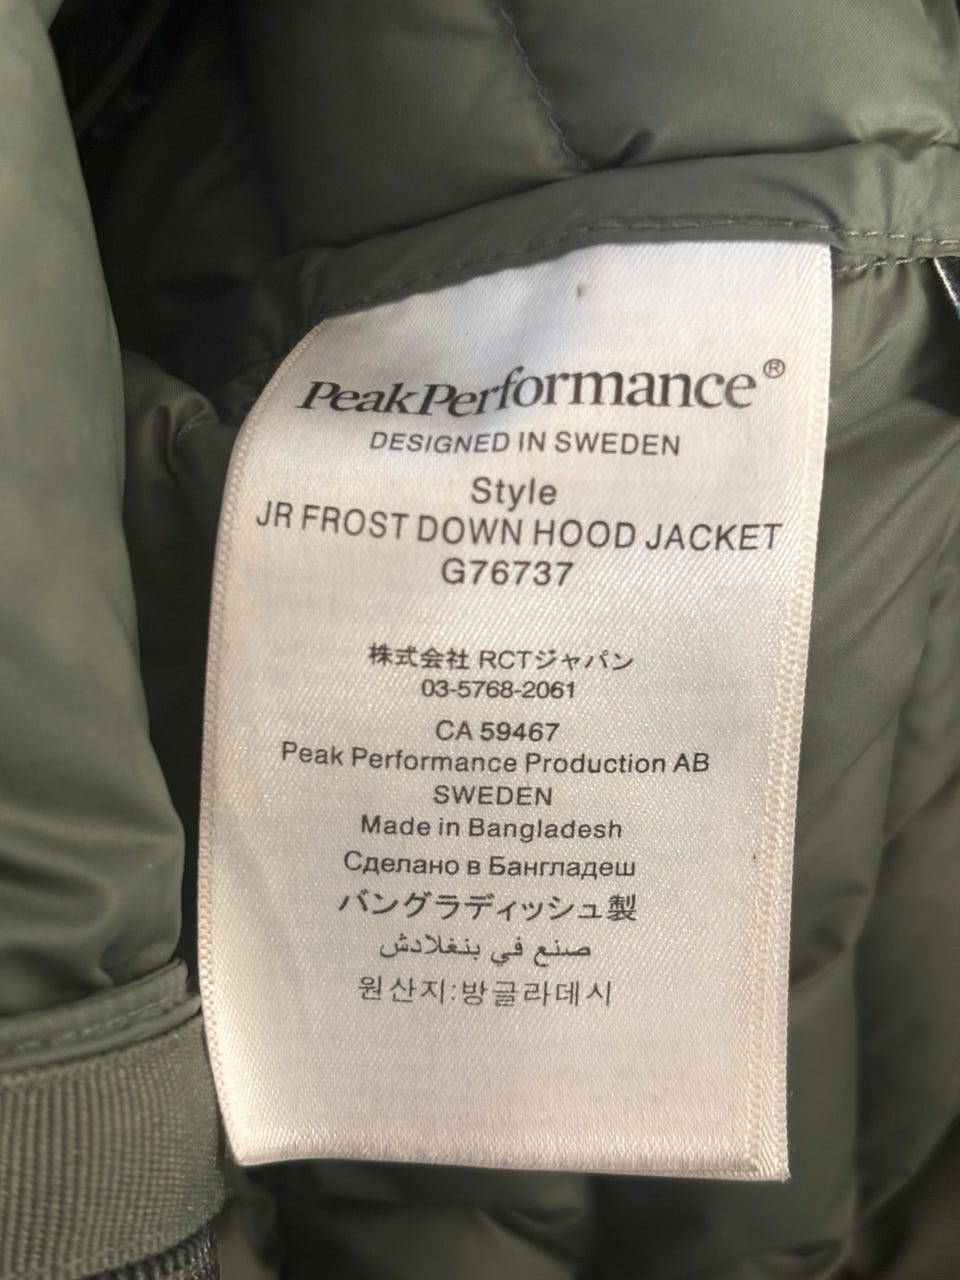 PeakPerformance®
DESIGNED IN SWEDEN
Style
JR FROST DOWN HOOD JACKET
G76737
株式会社 RCTジャパン
03-5768-2061
CA 59467
Peak Performance Production AB
SWEDEN
Made in Bangladesh
Сделано в Бангладеш
バングラディッシュ製
صنع في بنغلادش
원산지:방글라데시